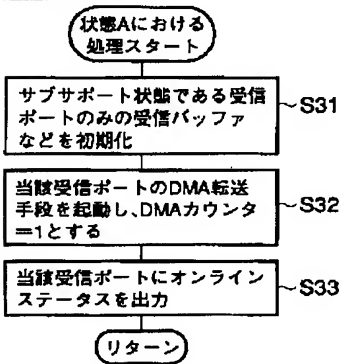 状態Aにおける
処理スタート
サブサポート状態である受信
ポートのみの受信バッファ
などを初期化
~S31
当該受信ポートのDMA転送
手段を起動し、DMAカウンタ
=1とする
~S32
当該受信ポートにオンライン
ステータスを出力
~S33
リターン